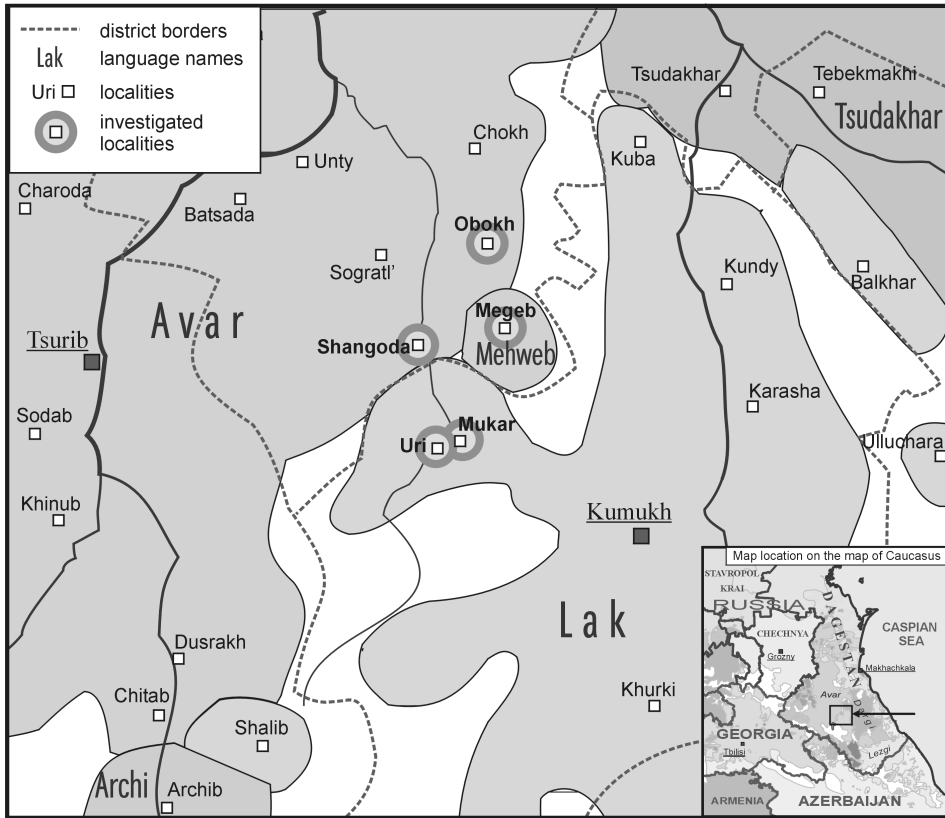 district borders
Lak language names
Uri localities
investigated
localities
Tsudakhar
Tebekmakhi
Tsudakhar
Chokh
Kuba
Unty
Charoda
Batsada
Obokh
Sogratl'
Kundy
Balkhar
Avar
Megeb
Mehweb
Shangoda
Tsurib
Karasha
Sodab
Mukar
Uri
Ulluchara
Khinub
Kumukh
Lak
Dusrakh
Khurki
Chitab
Shalib
Archi
Archib
Map location on the map of Caucasus
STAVROPOL
KRAI
RUSSIA
DAGESTAN
CHECHNYA
Grozny
CASPIAN
SEA
Makhachkala
Avar
Dargi
GEORGIA
Tbilisi
Lezgi
ARMENIA
AZERBAIJAN